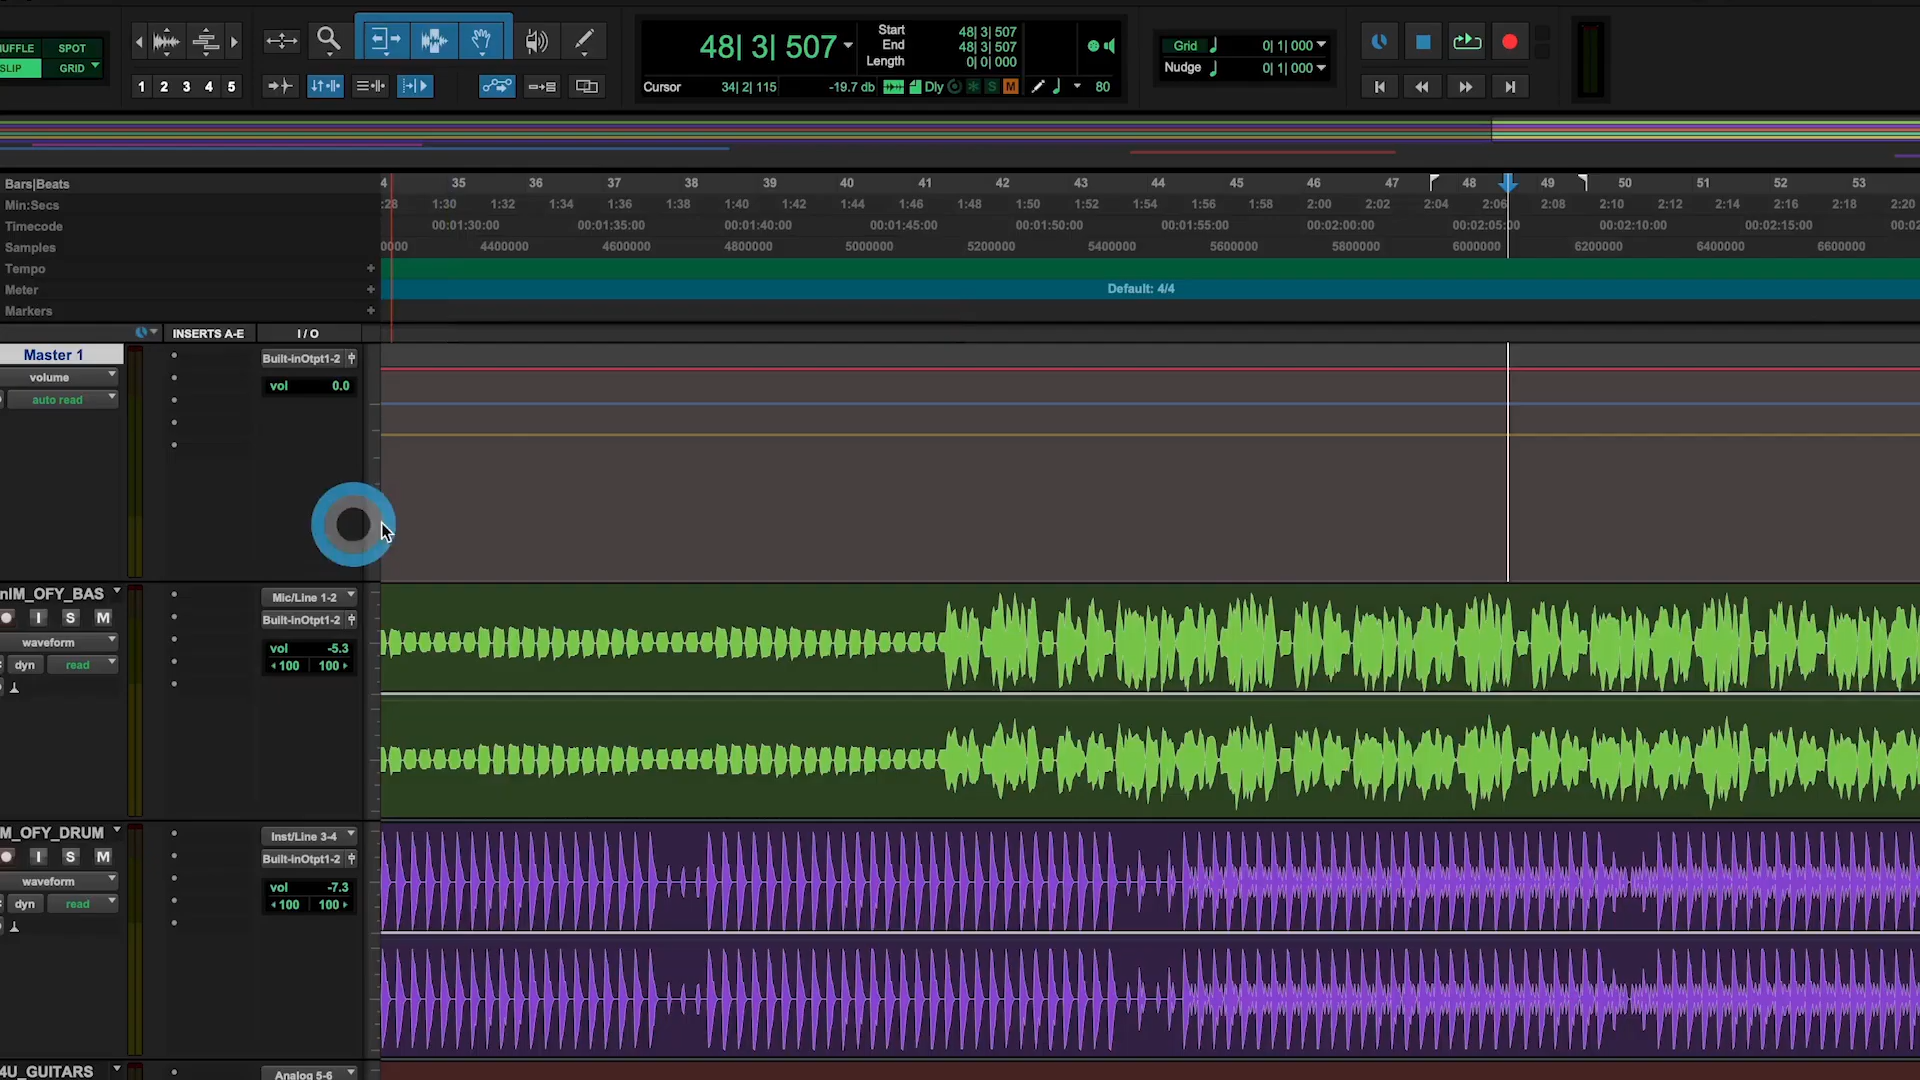 UFFLE SPOT
SLIP GRID
1 2 3 4 5
48| 3| 507
Start 48| 3| 507
End 48| 3| 507
Length 0| 0| 000
Cursor 34| 2| 115 -19.7 db Dly S M 80
Grid 0| 1| 000
Nudge 0| 1| 000
Bars|Beats 4 35 36 37 38 39 40 41 42 43 44 45 46 47 48 49 50 51 52 53
Min:Secs :28 1:30 1:32 1:34 1:36 1:38 1:40 1:42 1:44 1:46 1:48 1:50 1:52 1:54 1:56 1:58 2:00 2:02 2:04 2:06 2:08 2:10 2:12 2:14 2:16 2:18 2:20
Timecode 00:01:30:00 00:01:35:00 00:01:40:00 00:01:45:00 00:01:50:00 00:01:55:00 00:02:00:00 00:02:05:00 00:02:10:00 00:02:15:00 00:02
Samples 0000 4400000 4600000 4800000 5000000 5200000 5400000 5600000 5800000 6000000 6200000 6400000 6600000
Tempo +
Meter + Default: 4/4
Markers +
INSERTS A-E I / O
Master 1 Built-inOtpt1-2
volume vol 0.0
auto read
nIM_OFY_BAS Mic/Line 1-2
I S M Built-inOtpt1-2
waveform vol -5.3
dyn read 100 100
M_OFY_DRUM Inst/Line 3-4
I S M Built-inOtpt1-2
waveform vol -7.3
dyn read 100 100
4U_GUITARS Analog 5-6